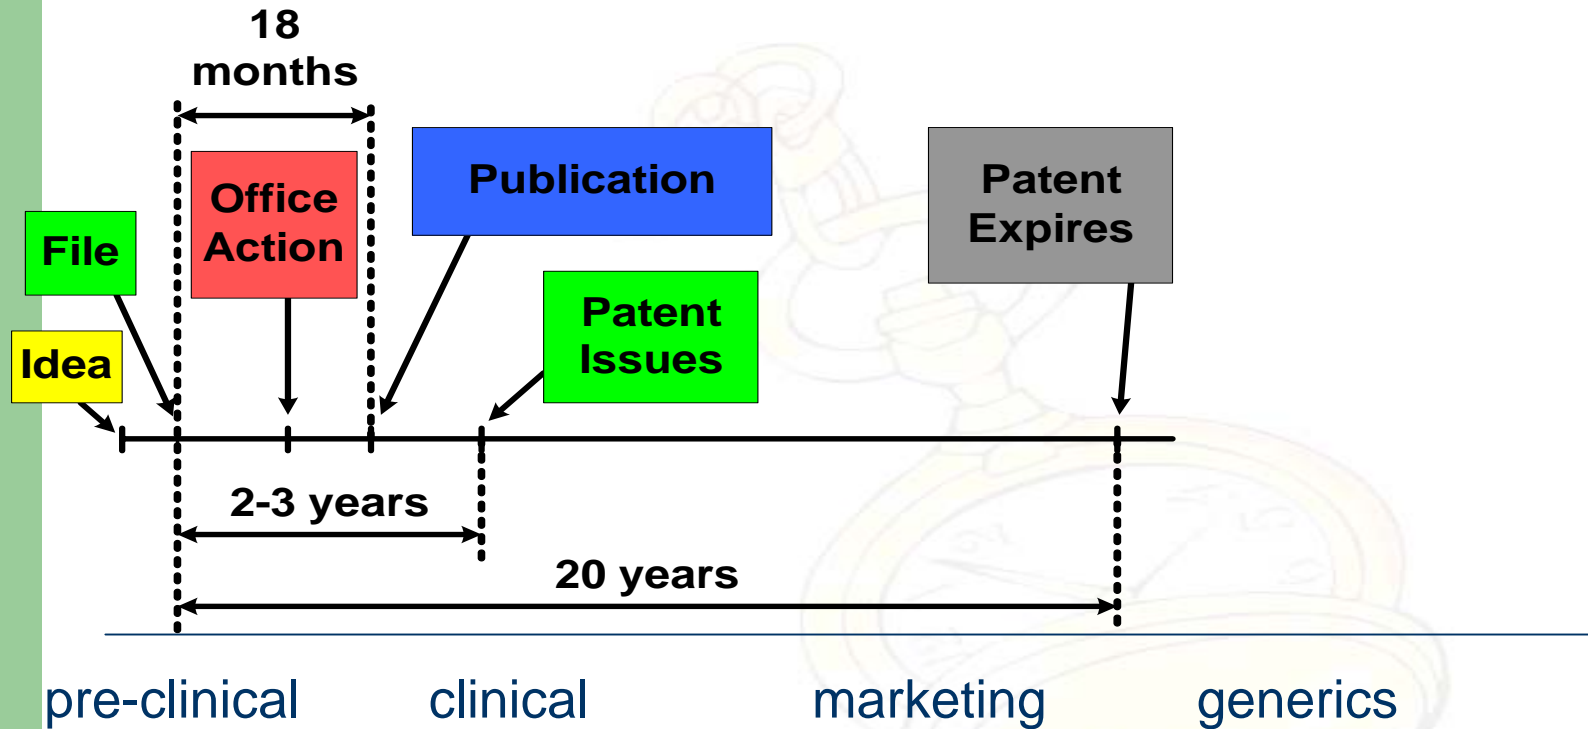 18
months
Office
Action
Publication
Patent
Expires
File
Idea
Patent
Issues
2-3 years
20 years
pre-clinical
clinical
marketing
generics